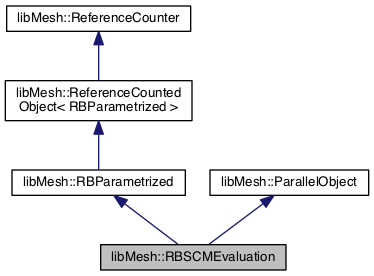 libMesh::ReferenceCounter
libMesh::ReferenceCounted
Object< RBParametrized >
libMesh::RBParametrized
libMesh::ParallelObject
libMesh::RBSCMEvaluation